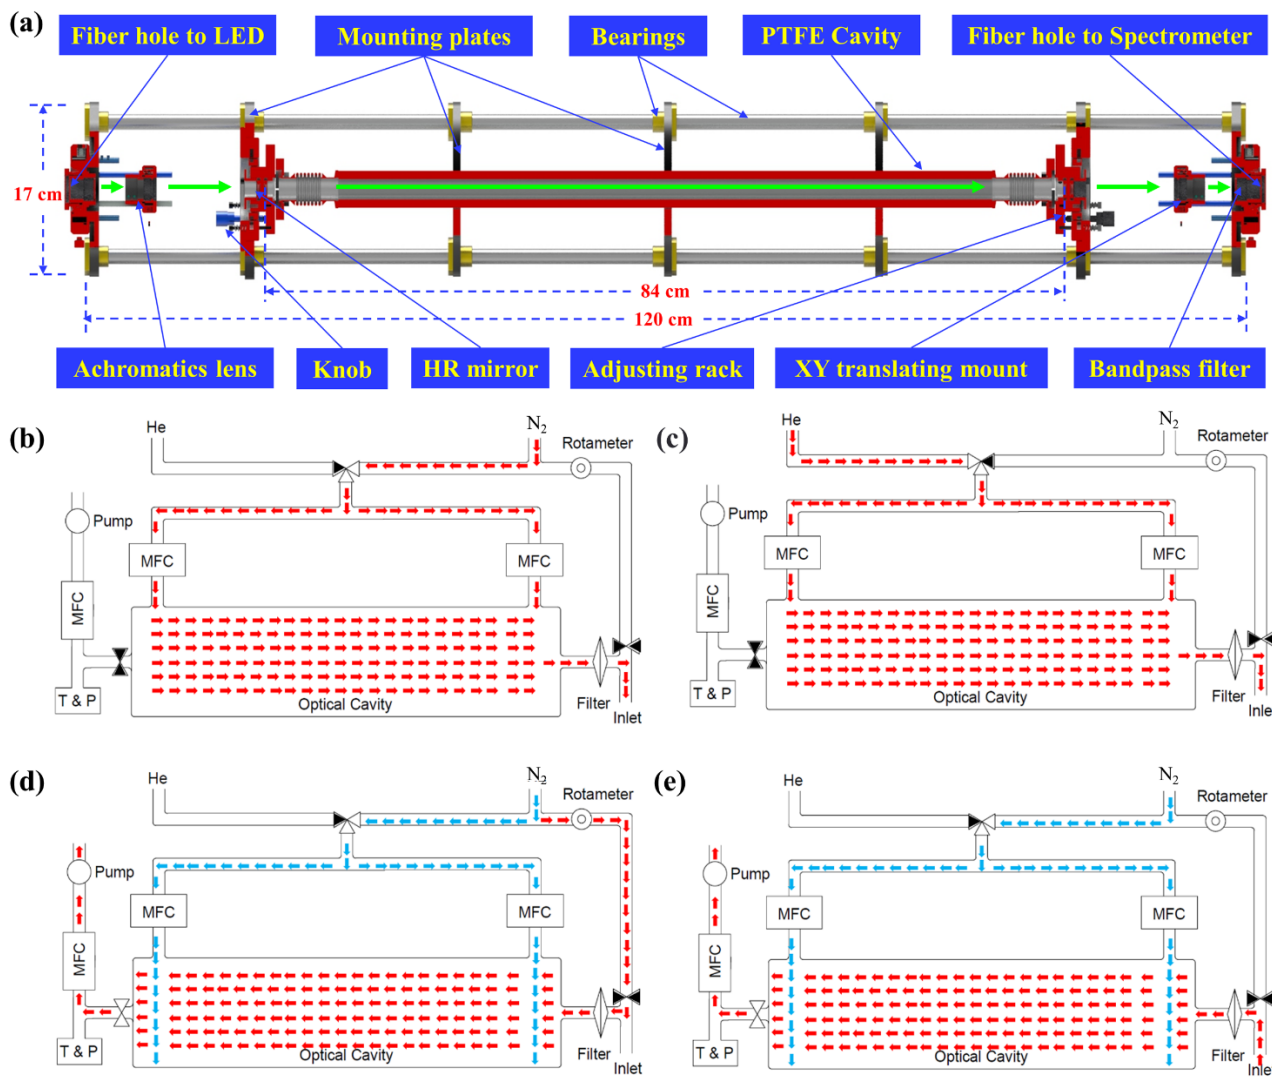 (a)
Fiber hole to LED
Mounting plates
Bearings
PTFE Cavity
Fiber hole to Spectrometer
17 cm
84 cm
120 cm
Achromatics lens
Knob
HR mirror
Adjusting rack
XY translating mount
Bandpass filter
(b)
He
N2
Rotameter
Pump
MFC
MFC
MFC
T & P
Optical Cavity
Filter
Inlet
(c)
He
N2
Rotameter
Pump
MFC
MFC
MFC
T & P
Optical Cavity
Filter
Inlet
(d)
He
N2
Rotameter
Pump
MFC
MFC
MFC
T & P
Optical Cavity
Filter
Inlet
(e)
He
N2
Rotameter
Pump
MFC
MFC
MFC
T & P
Optical Cavity
Filter
Inlet